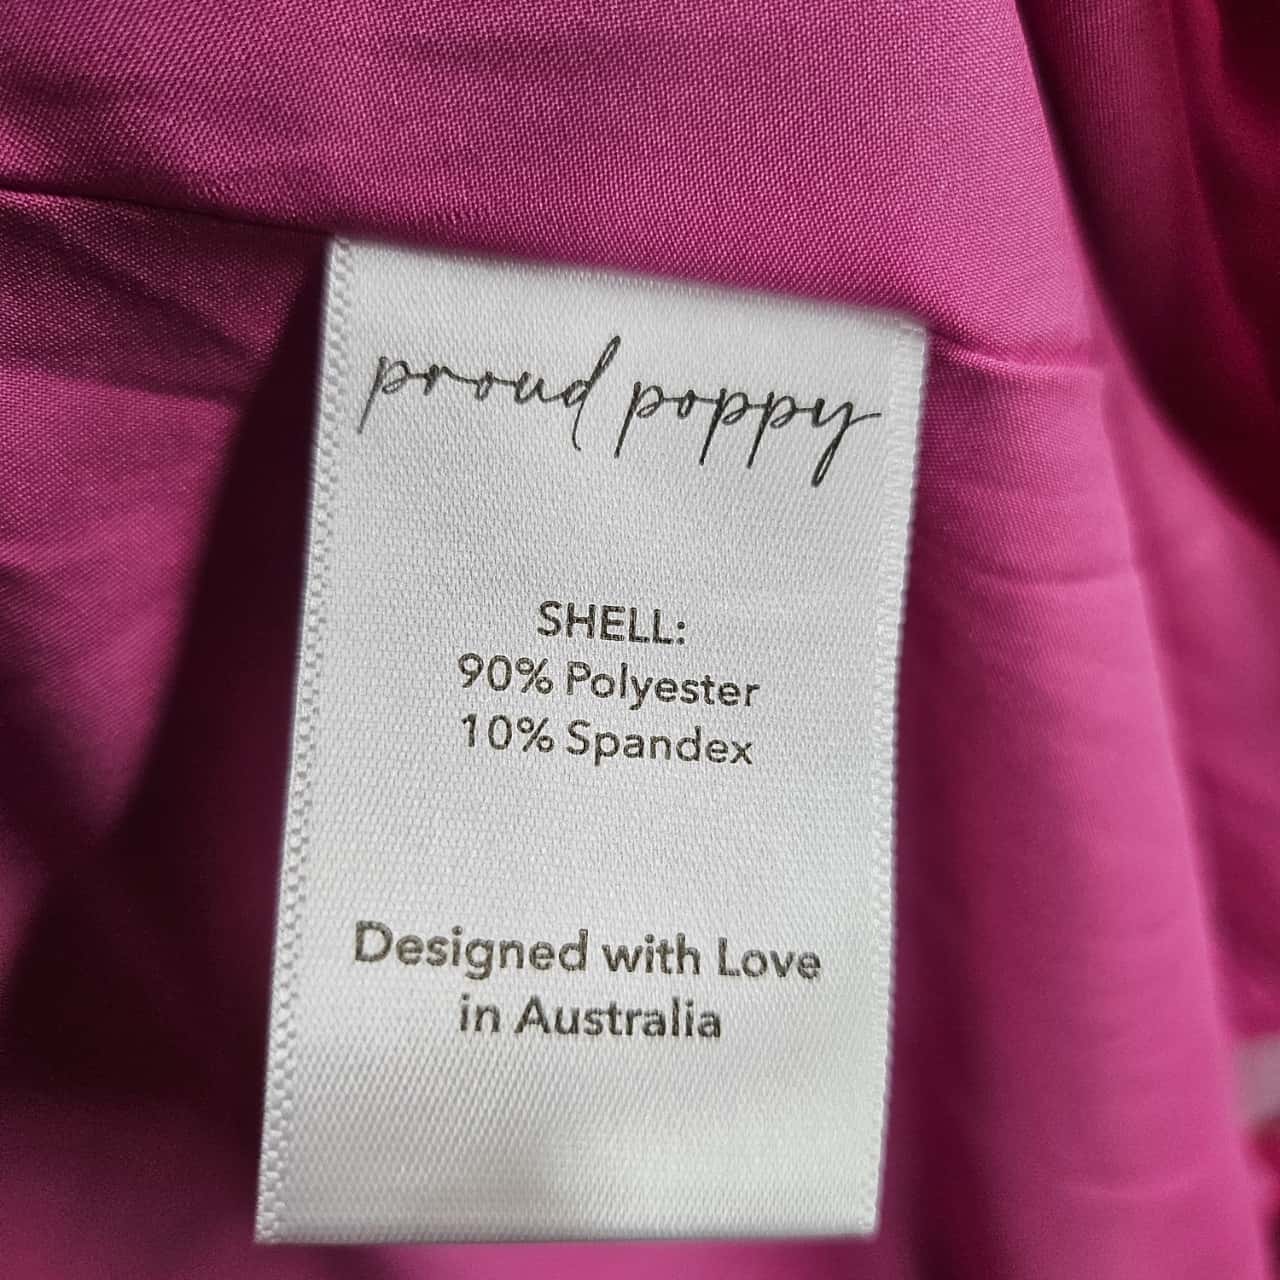 proud poppy
SHELL:
90% Polyester
10% Spandex
Designed with Love
in Australia